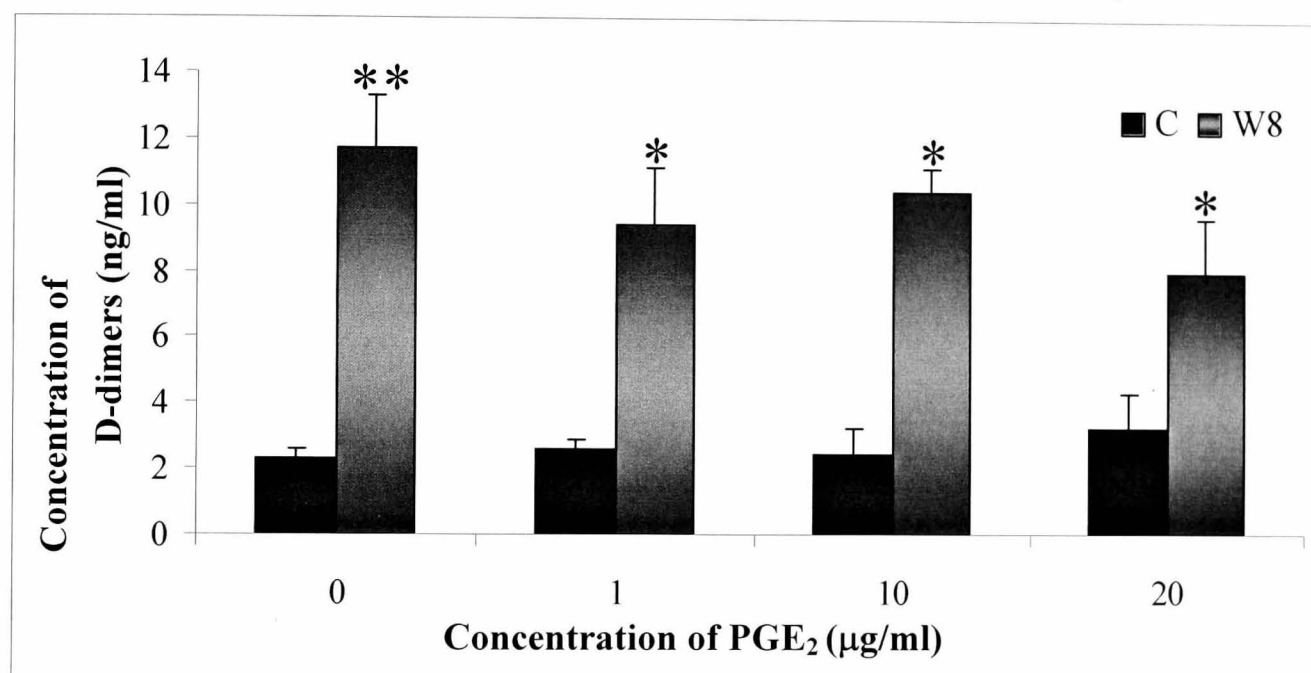 Concentration of
D-dimers (ng/ml)
14
12
10
8
6
4
2
0
**
*
*
*
C W8
0 1 10 20
Concentration of PGE₂ (µg/ml)